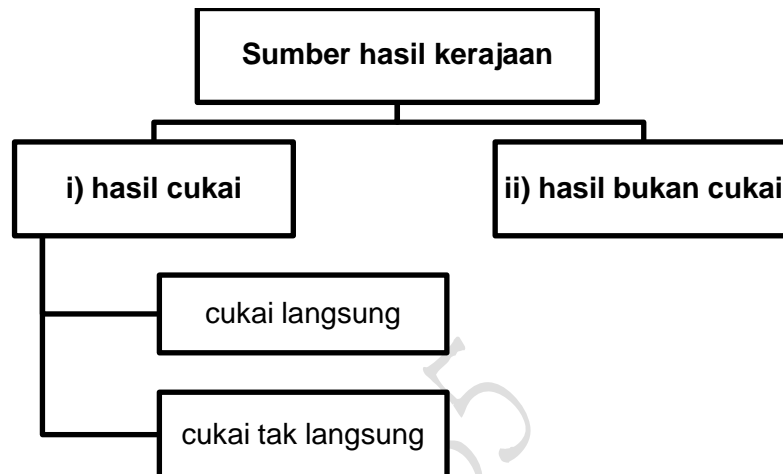 Sumber hasil kerajaan
i) hasil cukai
ii) hasil bukan cukai
cukai langsung
cukai tak langsung